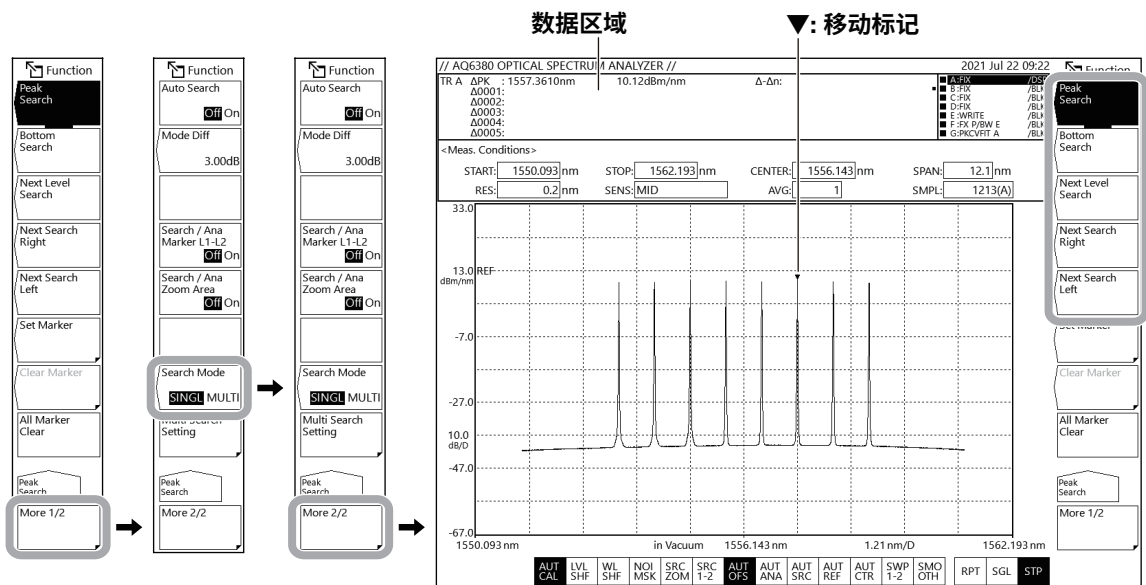 数据区域
▼: 移动标记
Function
Peak
Search
Bottom
Search
Next Level
Search
Next Search
Right
Next Search
Left
Set Marker
Clear Marker
All Marker
Clear
Peak
Search
More 1/2
Function
Auto Search
Off On
Mode Diff
3.00dB
Search / Ana
Marker L1-L2
Off On
Search / Ana
Zoom Area
Off On
Search Mode
SINGL MULTI
Multi Search
Setting
Peak
Search
More 2/2
Function
Auto Search
Off On
Mode Diff
3.00dB
Search / Ana
Marker L1-L2
Off On
Search / Ana
Zoom Area
Off On
Search Mode
SINGL MULTI
Multi Search
Setting
Peak
Search
More 2/2
// AQ6380 OPTICAL SPECTRUM ANALYZER // 2021 Jul 22 09:22
TR A ΔPK : 1557.3610nm 10.12dBm/nm Δ-Δn:
Δ0001:
Δ0002:
Δ0003:
Δ0004:
Δ0005:
A:FIX /DSP
B:FIX /BLK
C:FIX /BLK
D:FIX /BLK
E:WRITE /BLK
F:FX P/BW E /BLK
G:PKCVFIT A /BLK
<Meas. Conditions>
START: 1550.093 nm STOP: 1562.193 nm CENTER: 1556.143 nm SPAN: 12.1 nm
RES: 0.2 nm SENS: MID AVG: 1 SMPL: 1213(A)
33.0
13.0 REF
dBm/nm
-7.0
-27.0
10.0
dB/D
-47.0
-67.0
1550.093 nm in Vacuum 1556.143 nm 1.21 nm/D 1562.193 nm
AUT CAL LVL SHF WL SHF NOI MSK SRC ZOM SRC 1-2 AUT OFS AUT ANA AUT SRC AUT REF AUT CTR SWP 1-2 SMO OTH RPT SGL STP
Function
Peak
Search
Bottom
Search
Next Level
Search
Next Search
Right
Next Search
Left
Set Marker
Clear Marker
All Marker
Clear
Peak
Search
More 1/2